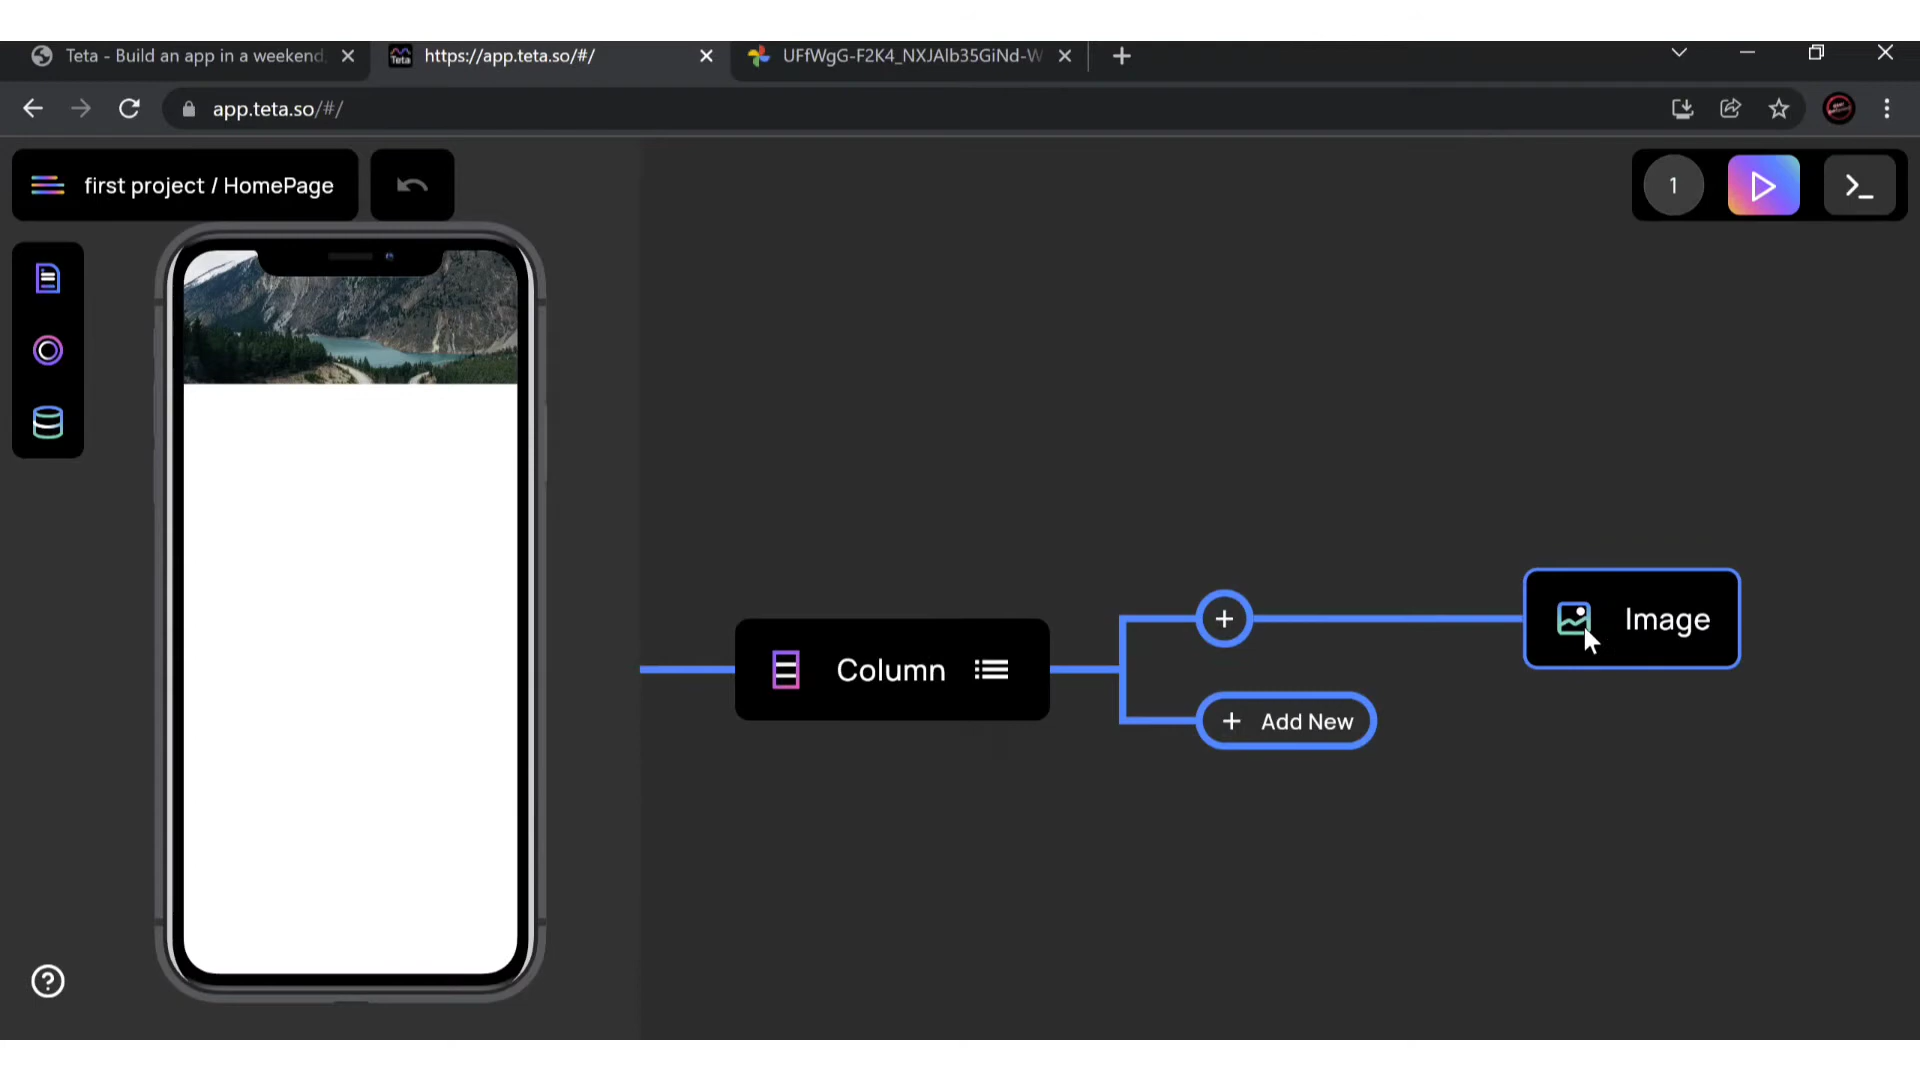 Teta - Build an app in a weekend.
Teta
https://app.teta.so/#/
UFfWgG-F2K4_NXJAlb35GiNd-W
app.teta.so/#/
first project / HomePage
1
Image
Column
Add New